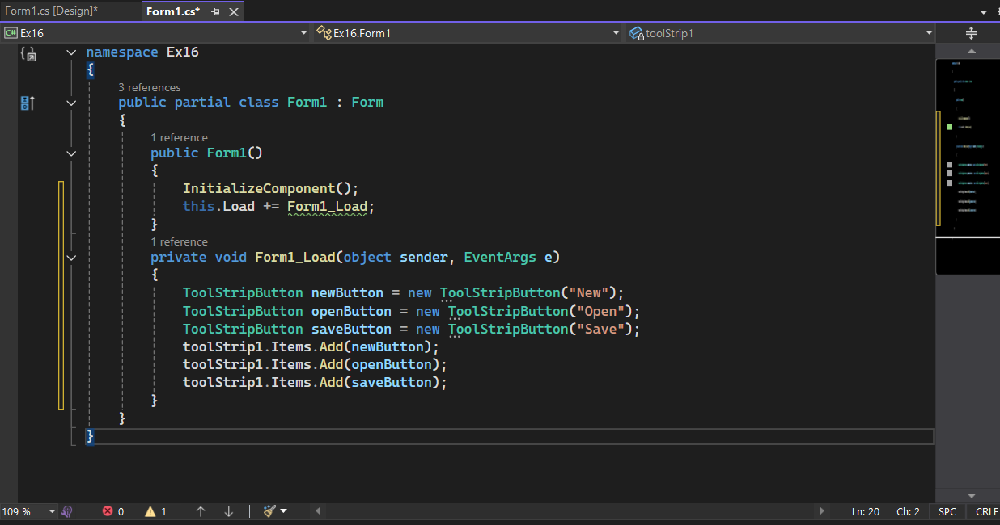 Form1.cs [Design]*
Form1.cs*
C# Ex16
Ex16.Form1
toolStrip1
namespace Ex16
{
3 references
public partial class Form1 : Form
{
1 reference
public Form1()
{
InitializeComponent();
this.Load += Form1_Load;
}
1 reference
private void Form1_Load(object sender, EventArgs e)
{
ToolStripButton newButton = new ToolStripButton("New");
ToolStripButton openButton = new ToolStripButton("Open");
ToolStripButton saveButton = new ToolStripButton("Save");
toolStrip1.Items.Add(newButton);
toolStrip1.Items.Add(openButton);
toolStrip1.Items.Add(saveButton);
}
}
}
109 %
0
1
Ln: 20
Ch: 2
SPC
CRLF